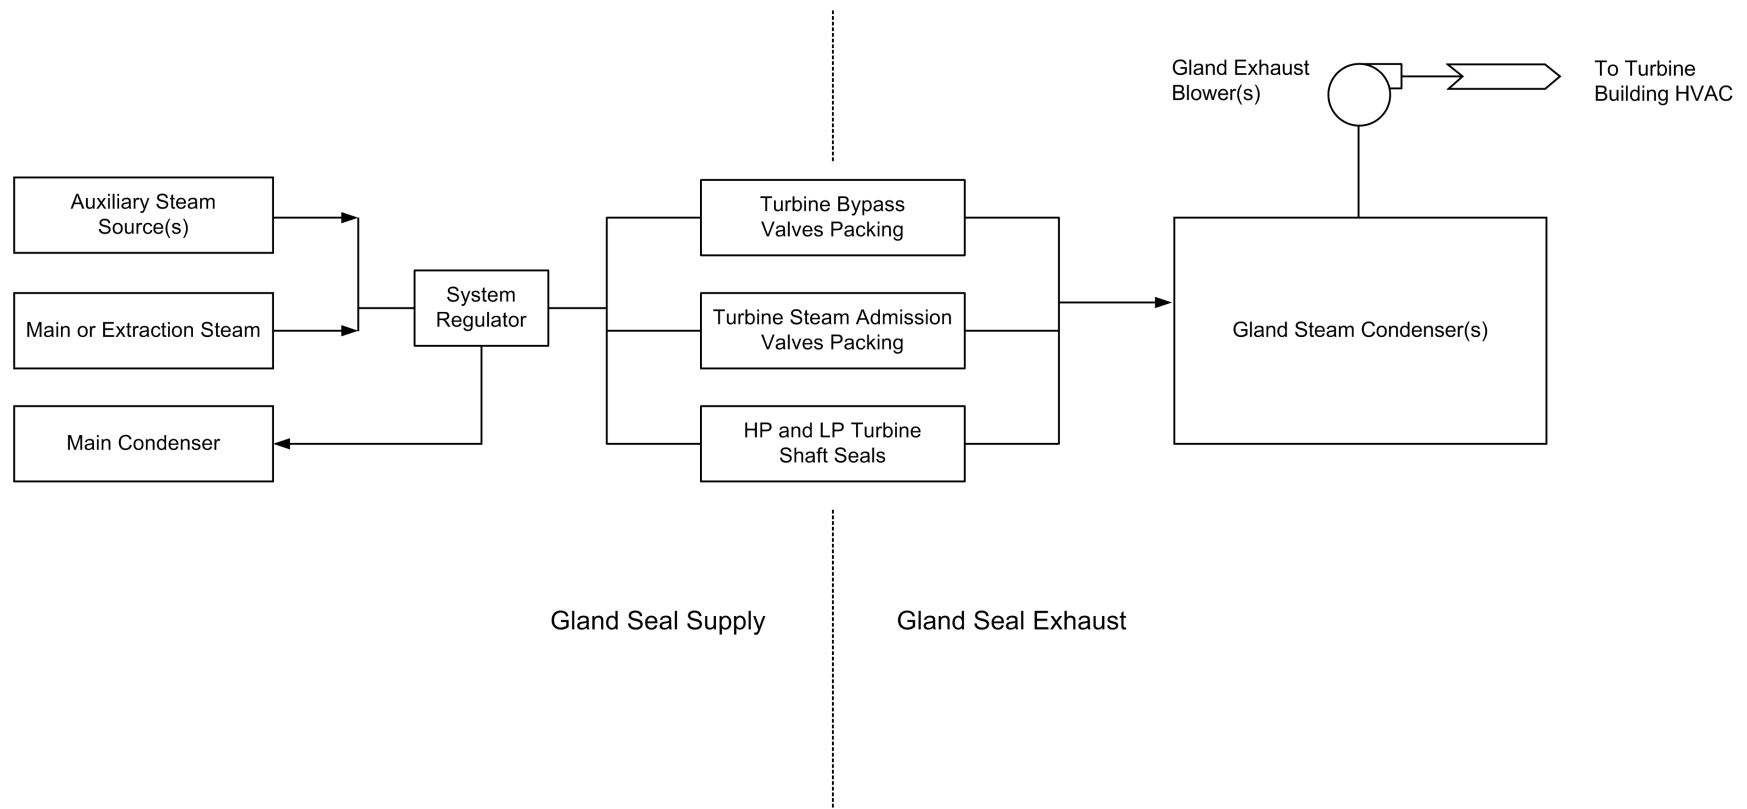 Gland Exhaust
Blower(s)
To Turbine
Building HVAC
Auxiliary Steam
Source(s)
Main or Extraction Steam
Main Condenser
System
Regulator
Turbine Bypass
Valves Packing
Turbine Steam Admission
Valves Packing
HP and LP Turbine
Shaft Seals
Gland Steam Condenser(s)
Gland Seal Supply
Gland Seal Exhaust